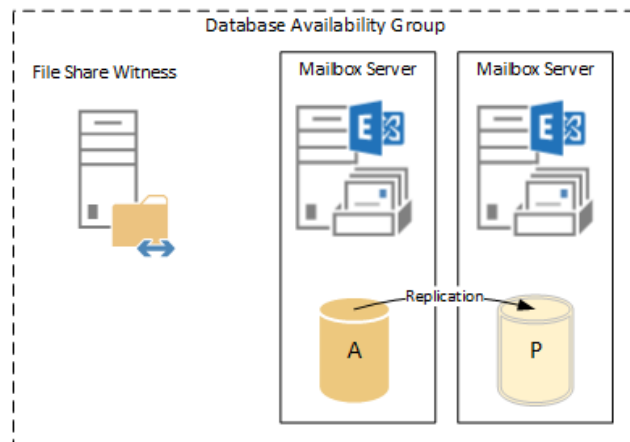 Database Availability Group
File Share Witness
Mailbox Server
Mailbox Server
E
E
Replication
A
P